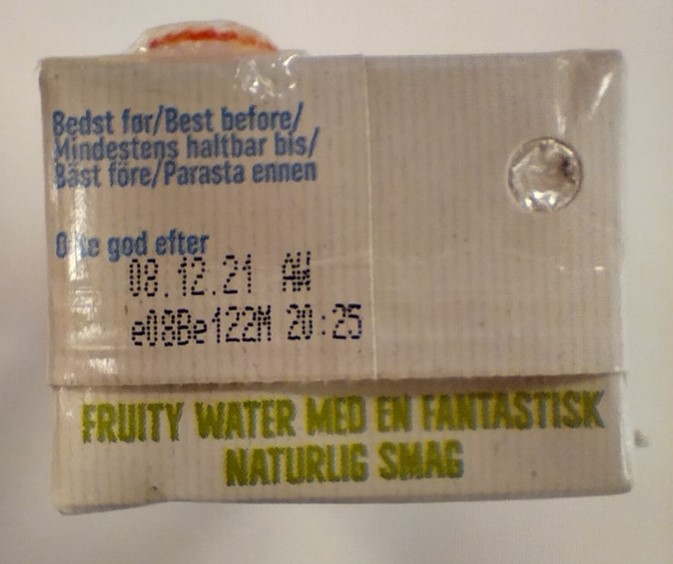 Bedst før/Best before/
Mindestens haltbar bis/
Bäst före/Parasta ennen
god efter
08.12.21 AW
e08Be122M 20:25
FRUITY WATER MED EN FANTASTISK
NATURLIG SMAG